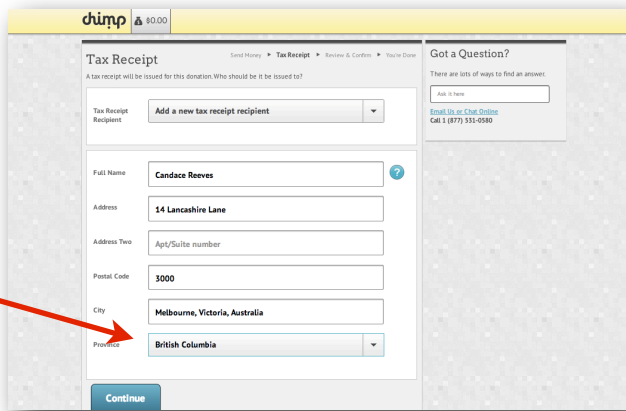 chimp $0.00
Tax Receipt
Send Money ▸ Tax Receipt ▸ Review & Confirm ▸ You're Done
A tax receipt will be issued for this donation. Who should be it be issued to?
Tax Receipt Recipient
Add a new tax receipt recipient
Full Name
Candace Reeves
?
Address
14 Lancashire Lane
Address Two
Apt/Suite number
Postal Code
3000
City
Melbourne, Victoria, Australia
Province
British Columbia
Continue
Got a Question?
There are lots of ways to find an answer.
Ask it here
Email Us or Chat Online
Call 1 (877) 531-0580